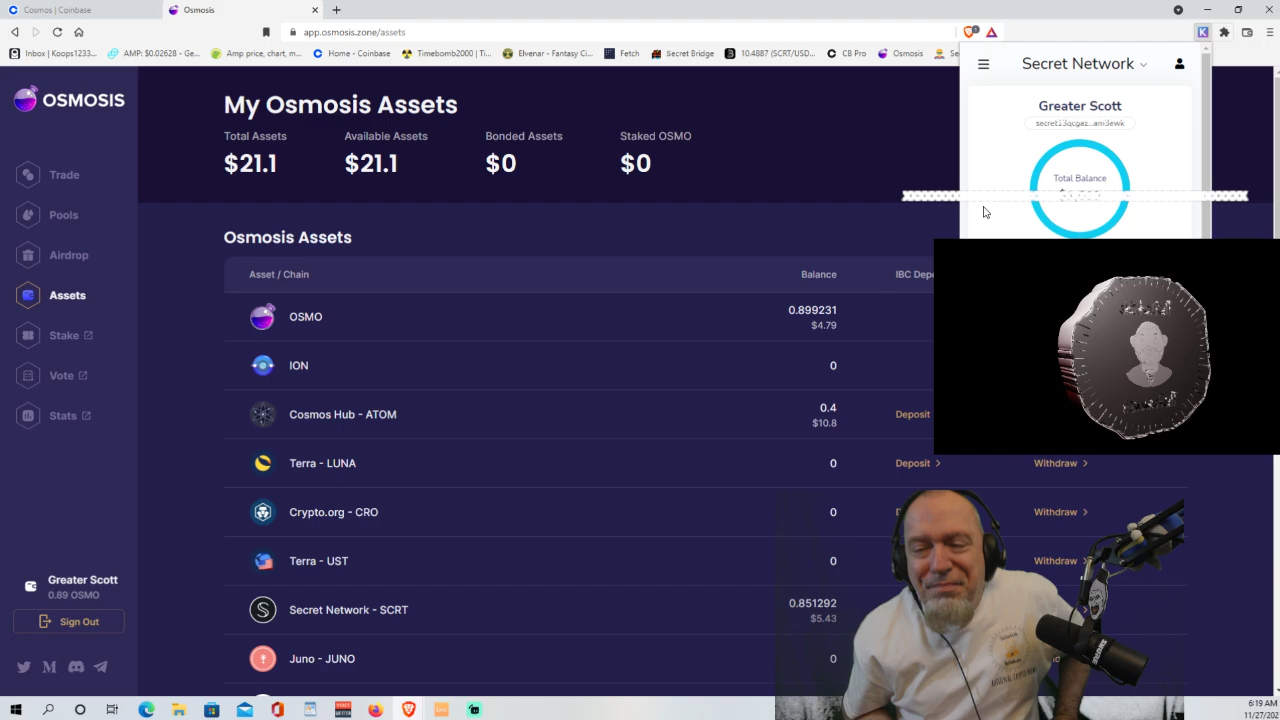 Cosmos | Coinbase
Osmosis
app.osmosis.zone/assets
Inbox | Koops1233...
AMP: $0.02628 - Ge...
Amp price, chart, m...
Home - Coinbase
Timebomb2000 | Ti...
Elvenar - Fantasy Ci...
Fetch
Secret Bridge
10.4887 (SCRT/USD...
CB Pro
Osmosis
OSMOSIS
Trade
Pools
Airdrop
Assets
Stake
Vote
Stats
Greater Scott
0.89 OSMO
Sign Out
My Osmosis Assets
Total Assets
Available Assets
Bonded Assets
Staked OSMO
$21.1
$21.1
$0
$0
Osmosis Assets
Asset / Chain
Balance
IBC Dep
OSMO
0.899231
$4.79
ION
0
Cosmos Hub - ATOM
0.4
$10.8
Deposit
Terra - LUNA
0
Deposit >
Withdraw >
Crypto.org - CRO
0
Withdraw >
Terra - UST
0
Withdraw >
Secret Network - SCRT
0.851292
$5.43
Juno - JUNO
0
Secret Network
Greater Scott
Total Balance
SHURE
6:19 AM
11/27/202